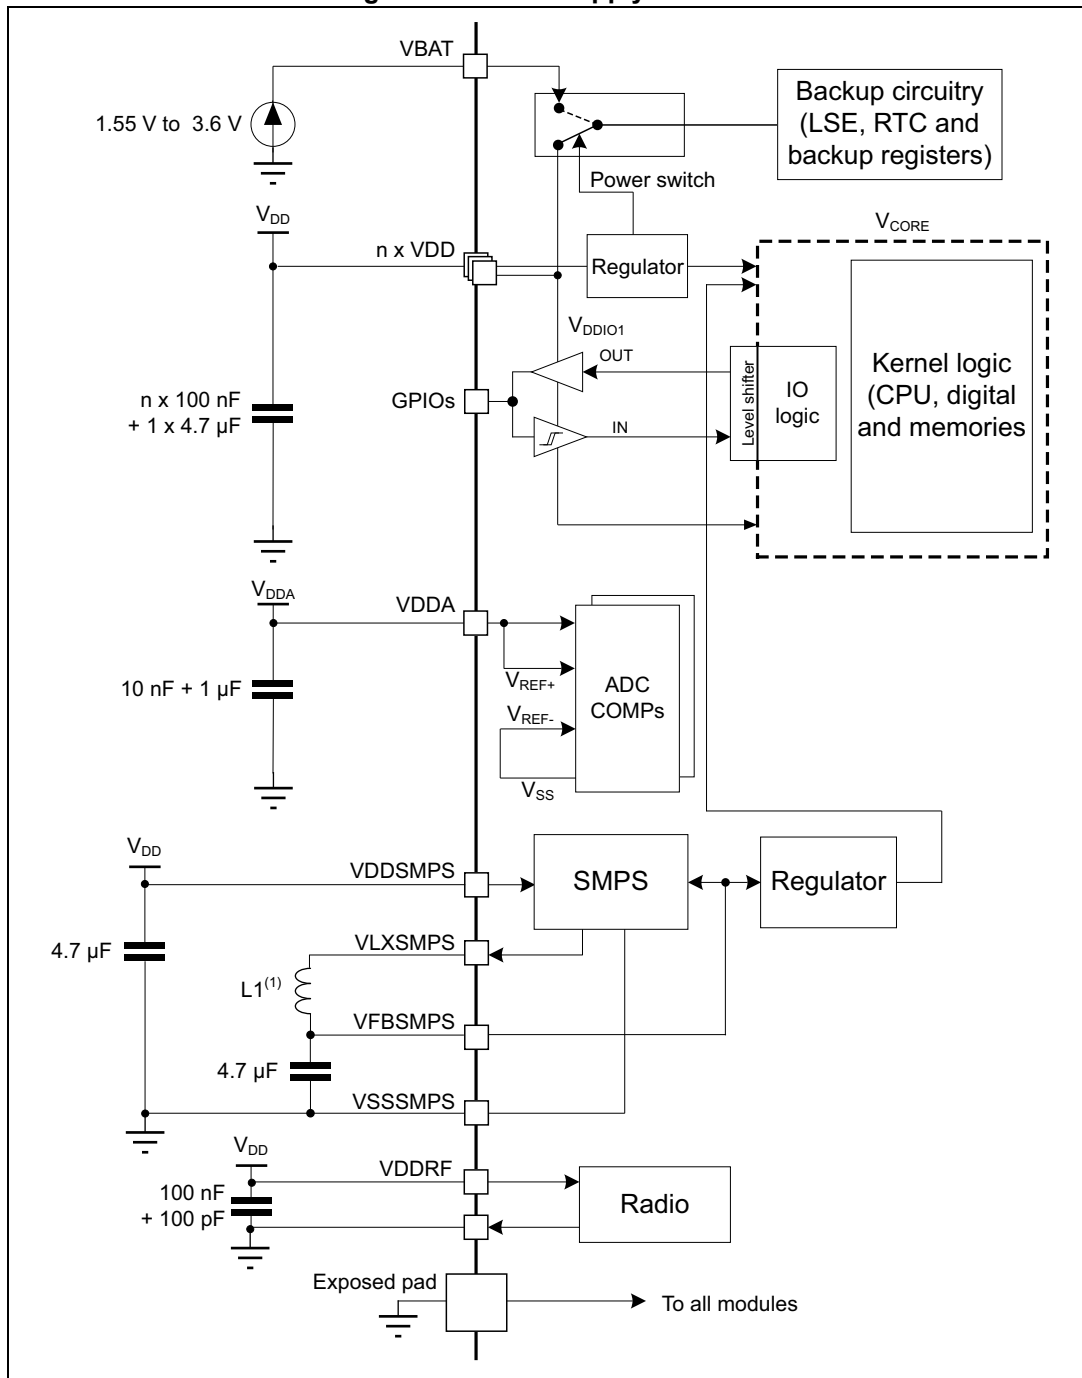 VBAT
1.55 V to 3.6 V
Backup circuitry
(LSE, RTC and
backup registers)
Power switch
VDD
n x VDD
Regulator
VCORE
VDDIO1
OUT
GPIOs
IN
Level shifter
IO
logic
Kernel logic
(CPU, digital
and memories
n x 100 nF
+ 1 x 4.7 µF
VDDA
VDDA
10 nF + 1 µF
VREF+
VREF-
VSS
ADC
COMPs
VDD
VDDSMPS
SMPS
Regulator
4.7 µF
VLXSMPS
L1(1)
VFBSMPS
4.7 µF
VSSSMPS
VDD
VDDRF
100 nF
+ 100 pF
Radio
Exposed pad
To all modules